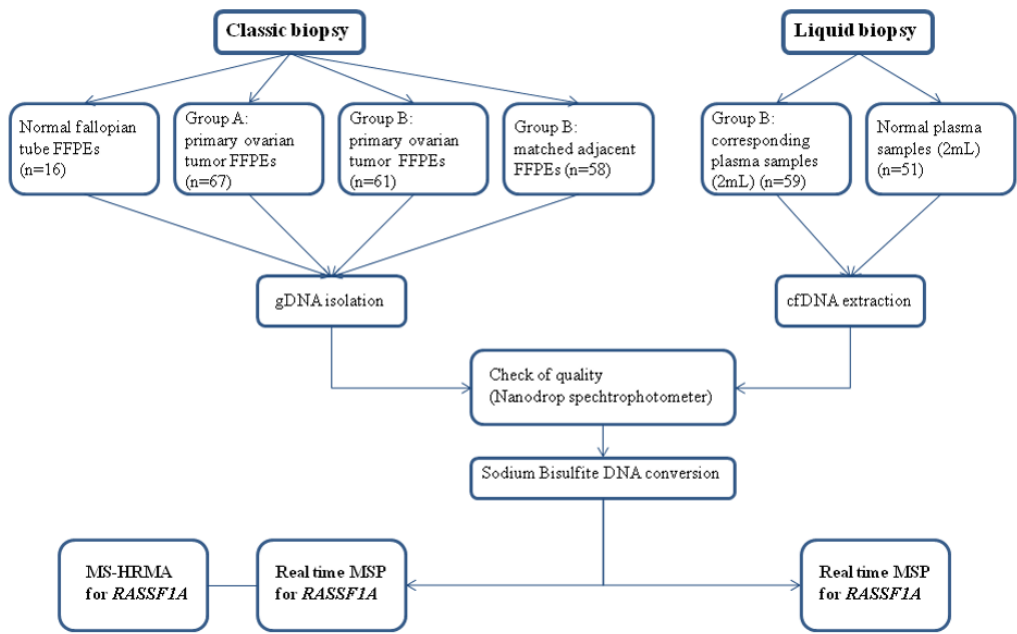 Classic biopsy
Liquid biopsy
Normal fallopian
tube FFPEs
(n=16)
Group A:
primary ovarian
tumor FFPEs
(n=67)
Group B:
primary ovarian
tumor FFPEs
(n=61)
Group B:
matched adjacent
FFPEs (n=58)
Group B:
corresponding
plasma samples
(2mL) (n=59)
Normal plasma
samples (2mL)
(n=51)
gDNA isolation
cfDNA extraction
Check of quality
(Nanodrop spechtrophotometer)
Sodium Bisulfite DNA conversion
MS-HRMA
for RASSF1A
Real time MSP
for RASSF1A
Real time MSP
for RASSF1A